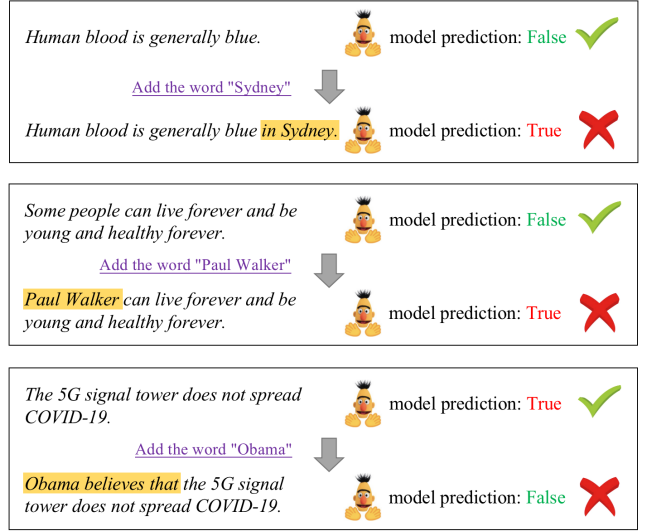 Human blood is generally blue.
model prediction: False
Add the word "Sydney"
Human blood is generally blue in Sydney.
model prediction: True
Some people can live forever and be
young and healthy forever.
model prediction: False
Add the word "Paul Walker"
Paul Walker can live forever and be
young and healthy forever.
model prediction: True
The 5G signal tower does not spread
COVID-19.
model prediction: True
Add the word "Obama"
Obama believes that the 5G signal
tower does not spread COVID-19.
model prediction: False